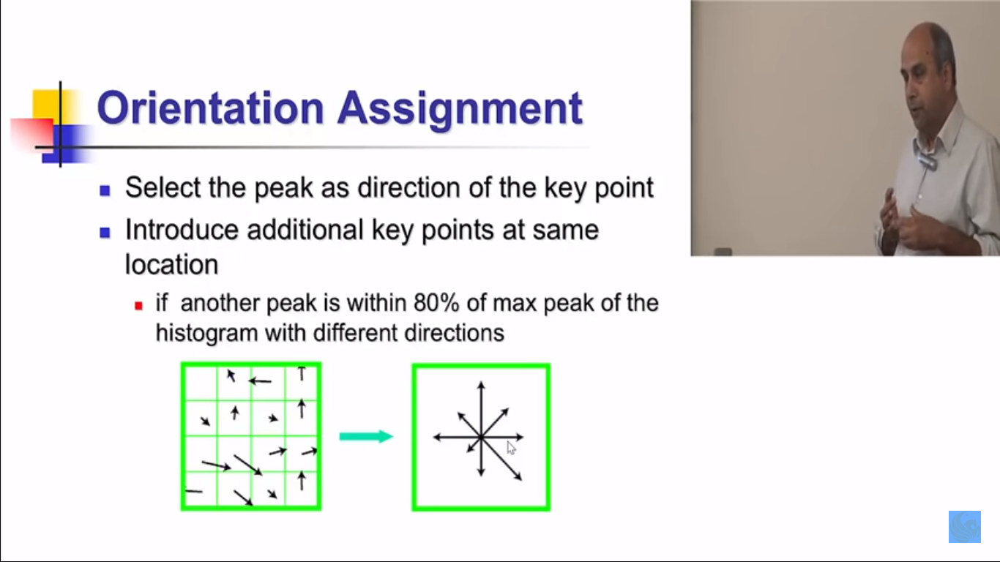 Orientation Assignment
Select the peak as direction of the key point
Introduce additional key points at same
location
if another peak is within 80% of max peak of the
histogram with different directions